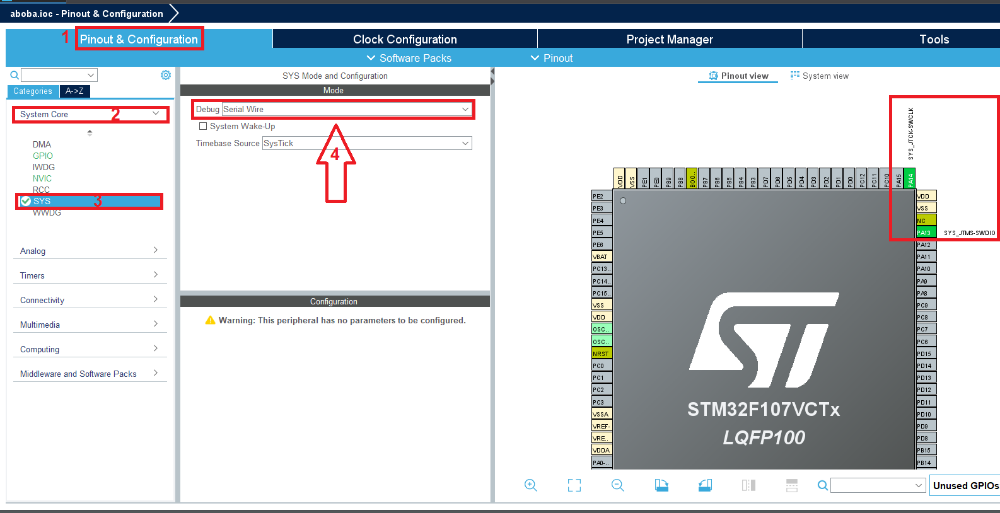 aboba.ioc - Pinout & Configuration
1
Pinout & Configuration
Clock Configuration
Project Manager
Tools
Software Packs
Pinout
Categories
A->Z
System Core
2
DMA
GPIO
IWDG
NVIC
RCC
SYS
3
WWDG
Analog
Timers
Connectivity
Multimedia
Computing
Middleware and Software Packs
SYS Mode and Configuration
Mode
Debug Serial Wire
System Wake-Up
Timebase Source SysTick
4
Configuration
Warning: This peripheral has no parameters to be configured.
Pinout view
System view
SYS_JTCK-SWCLK
VDD
VSS
PE1
PE0
PB9
PB8
BOO..
PB7
PB6
PB5
PB4
PB3
PD7
PD6
PD5
PD4
PD3
PD2
PD1
PD0
PC12
PC11
PC10
PA15
PA14
PE2
PE3
PE4
PE5
PE6
VBAT
PC13..
PC14..
PC15..
VSS
VDD
OSC..
OSC..
NRST
PC0
PC1
PC2
PC3
VSSA
VREF-
VRE..
VDDA
PA0-..
VDD
VSS
NC
PA13
SYS_JTMS-SWDIO
PA12
PA11
PA10
PA9
PA8
PC9
PC8
PC7
PC6
PD15
PD14
PD13
PD12
PD11
PD10
PD9
PD8
PB15
PB14
ST
STM32F107VCTx
LQFP100
Unused GPIOs